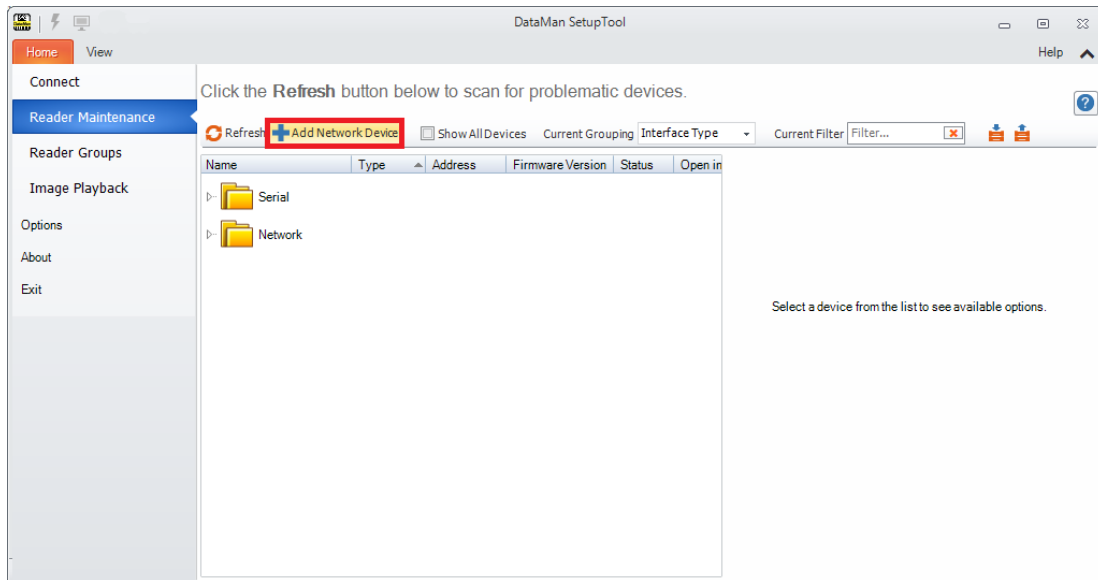 DataMan SetupTool
Home View Help
Connect
Reader Maintenance
Reader Groups
Image Playback
Options
About
Exit
Click the Refresh button below to scan for problematic devices.
Refresh Add Network Device Show All Devices Current Grouping Interface Type Current Filter Filter...
Name Type Address Firmware Version Status Open in
Serial
Network
Select a device from the list to see available options.